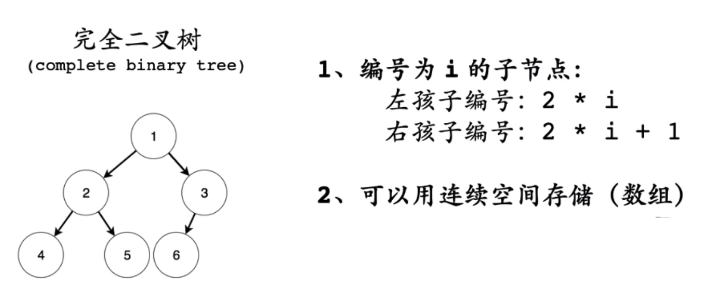 完全二叉树
(complete binary tree)
1
2
3
4
5
6
1、编号为 i 的子节点:
左孩子编号: 2 * i
右孩子编号: 2 * i + 1
2、可以用连续空间存储（数组）